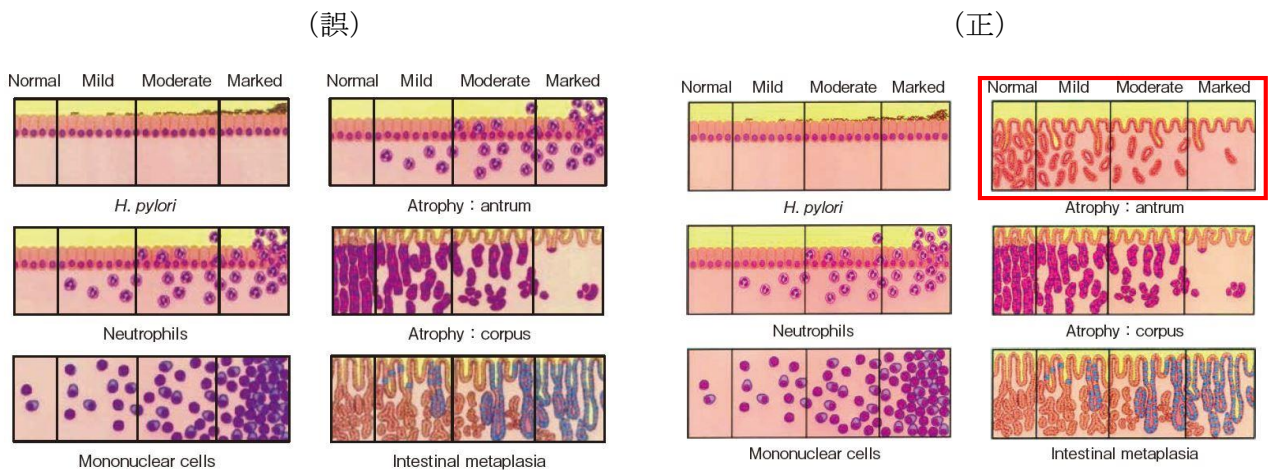 （誤）
Normal Mild Moderate Marked
Normal Mild Moderate Marked
H. pylori
Atrophy：antrum
Neutrophils
Atrophy：corpus
Mononuclear cells
Intestinal metaplasia
（正）
Normal Mild Moderate Marked
Normal Mild Moderate Marked
H. pylori
Atrophy：antrum
Neutrophils
Atrophy：corpus
Mononuclear cells
Intestinal metaplasia